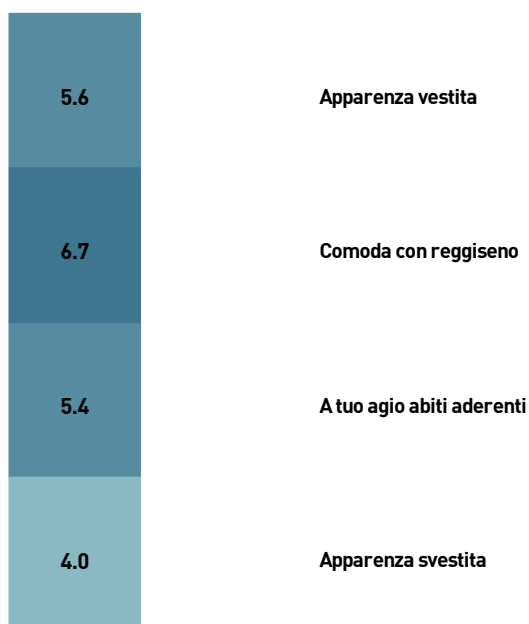 5.6 Apparenza vestita
6.7 Comoda con reggiseno
5.4 A tuo agio abiti aderenti
4.0 Apparenza svestita